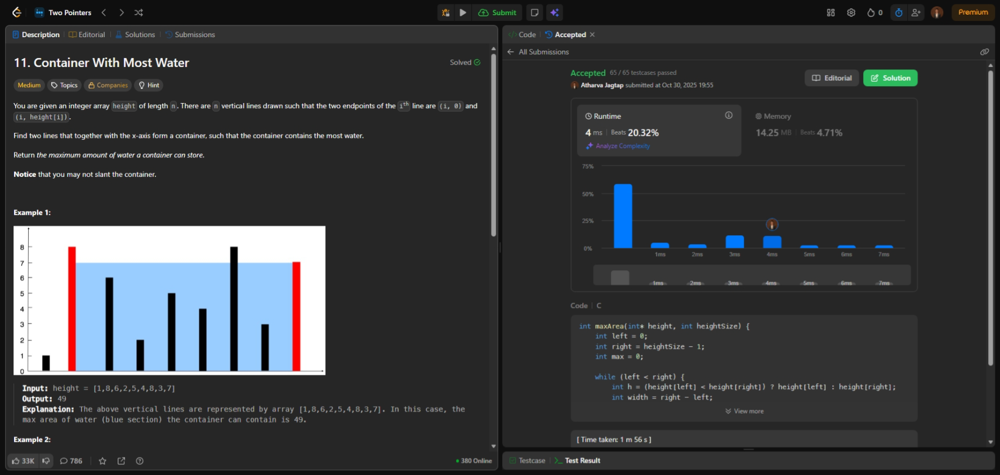 Two Pointers
Submit
0
Premium
Description
Editorial
Solutions
Submissions
11. Container With Most Water
Solved
Medium
Topics
Companies
Hint
You are given an integer array height of length n. There are n vertical lines drawn such that the two endpoints of the ith line are (i, 0) and
(i, height[i]).
Find two lines that together with the x-axis form a container, such that the container contains the most water.
Return the maximum amount of water a container can store.
Notice that you may not slant the container.
Example 1:
8
7
6
5
4
3
2
1
0
Input: height = [1,8,6,2,5,4,8,3,7]
Output: 49
Explanation: The above vertical lines are represented by array [1,8,6,2,5,4,8,3,7]. In this case, the
max area of water (blue section) the container can contain is 49.
Example 2:
33K
786
380 Online
Code
Accepted
All Submissions
Accepted 65 / 65 testcases passed
Atharva Jagtap submitted at Oct 30, 2025 19:55
Editorial
Solution
Runtime
4 ms | Beats 20.32%
Analyze Complexity
Memory
14.25 MB | Beats 4.71%
75%
50%
25%
0%
1ms 2ms 3ms 4ms 5ms 6ms 7ms
1ms 2ms 3ms 4ms 5ms 6ms 7ms
Code | C
int maxArea(int* height, int heightSize) {
int left = 0;
int right = heightSize - 1;
int max = 0;
while (left < right) {
int h = (height[left] < height[right]) ? height[left] : height[right];
int width = right - left;
View more
[ Time taken: 1 m 56 s ]
Testcase
Test Result